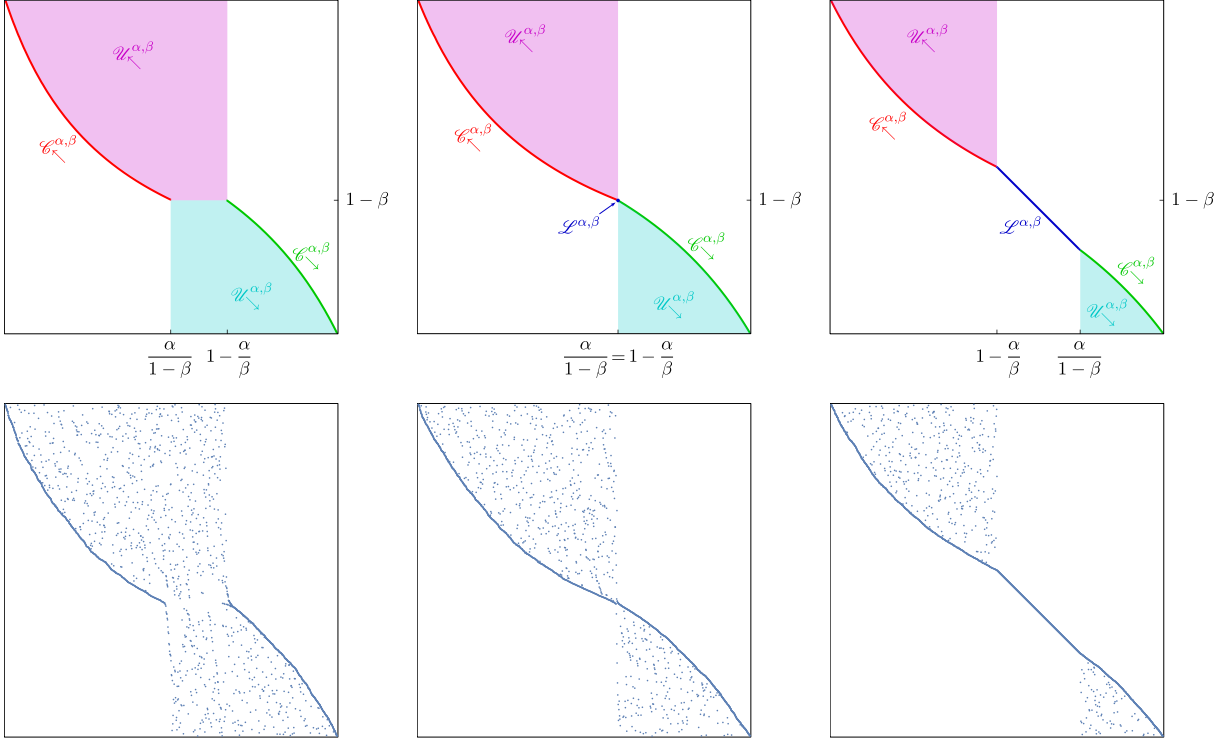 𝒰↖^{α,β}
𝒞↖^{α,β}
1−β
𝒞↘^{α,β}
𝒰↘^{α,β}
α/(1−β) 1−α/β
𝒰↖^{α,β}
𝒞↖^{α,β}
1−β
ℒ^{α,β}
𝒞↘^{α,β}
𝒰↘^{α,β}
α/(1−β)=1−α/β
𝒰↖^{α,β}
𝒞↖^{α,β}
1−β
ℒ^{α,β}
𝒞↘^{α,β}
𝒰↘^{α,β}
1−α/β α/(1−β)